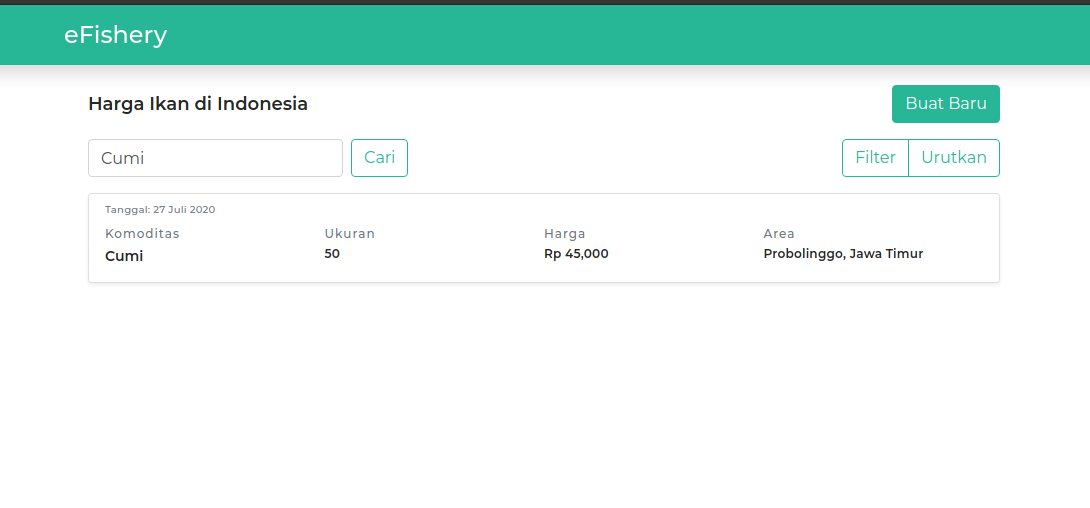 eFishery
Harga Ikan di Indonesia
Buat Baru
Cumi
Cari
Filter
Urutkan
Tanggal: 27 Juli 2020
Komoditas Ukuran Harga Area
Cumi 50 Rp 45,000 Probolinggo, Jawa Timur